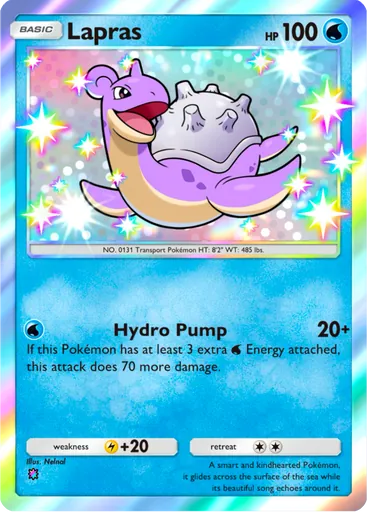 BASIC Lapras HP 100
NO. 0131 Transport Pokémon HT: 8'2" WT: 485 lbs.
Hydro Pump 20+
If this Pokémon has at least 3 extra Energy attached,
this attack does 70 more damage.
weakness +20 retreat
Illus. Nelnal
A smart and kindhearted Pokémon,
it glides across the surface of the sea while
its beautiful song echoes around it.